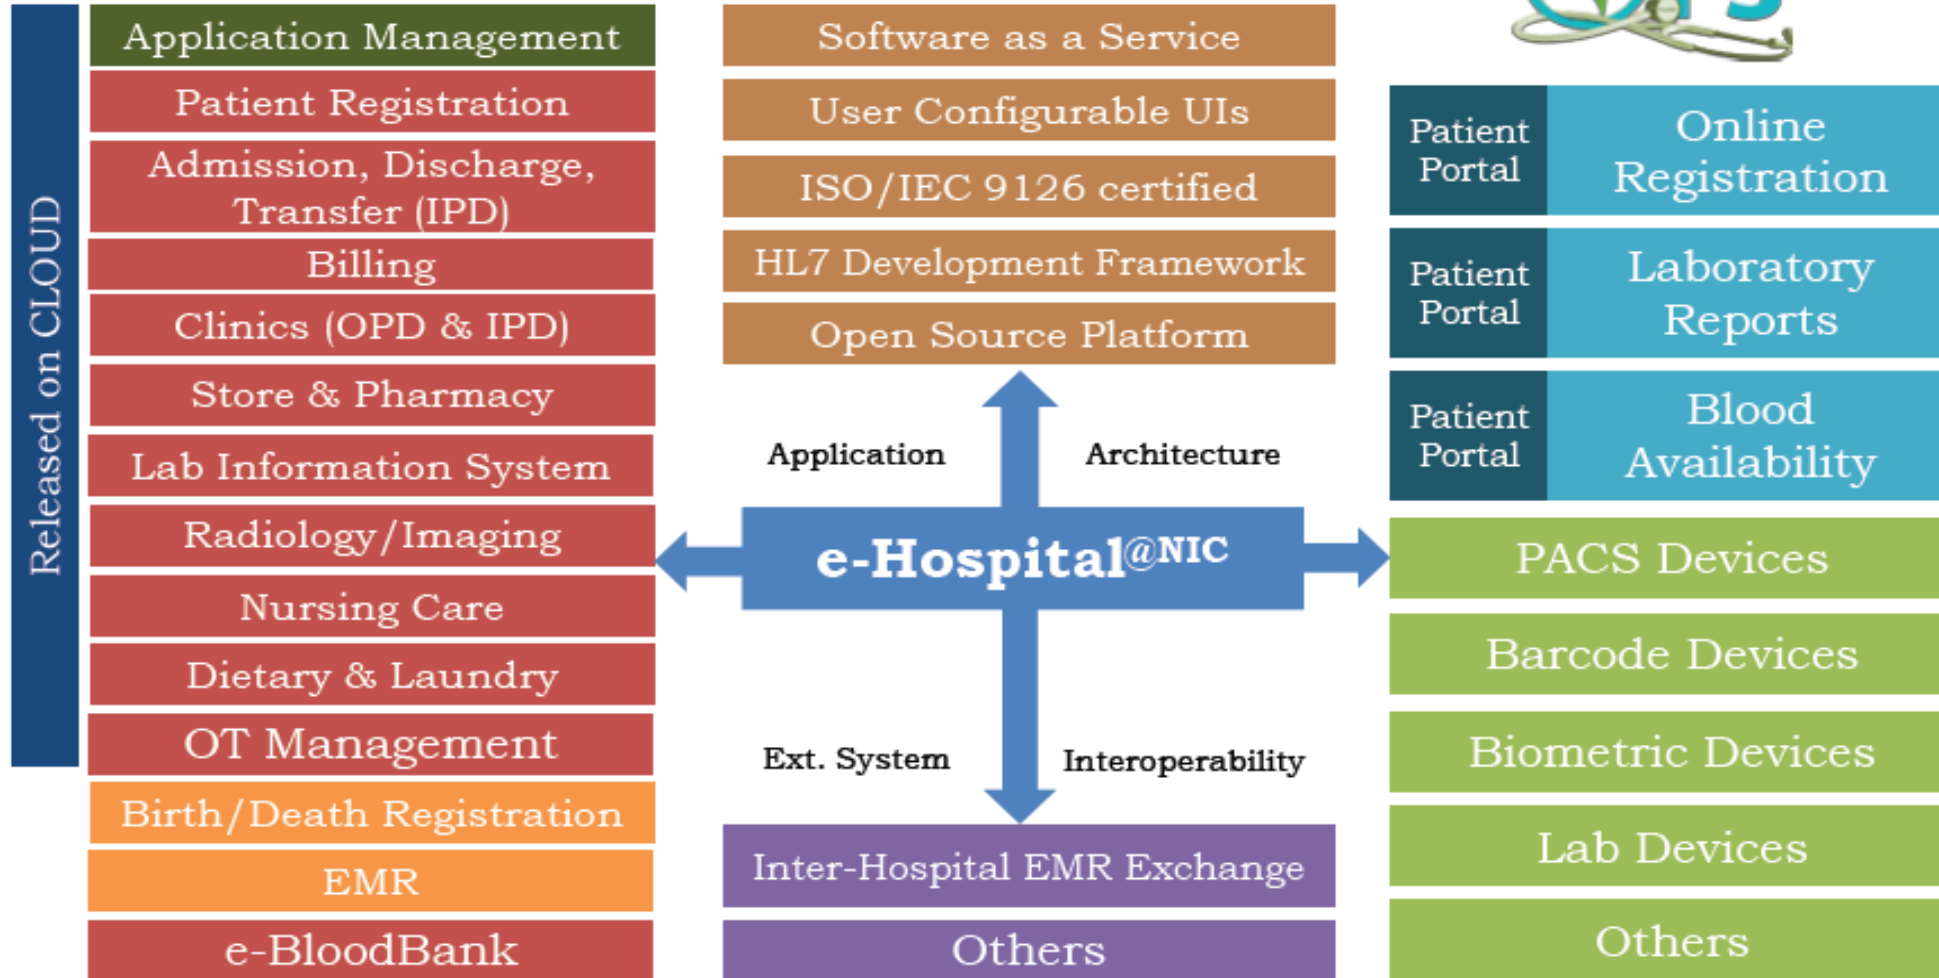 Released on CLOUD
Application Management
Patient Registration
Admission, Discharge,
Transfer (IPD)
Billing
Clinics (OPD & IPD)
Store & Pharmacy
Lab Information System
Radiology/Imaging
Nursing Care
Dietary & Laundry
OT Management
Birth/Death Registration
EMR
e-BloodBank
Software as a Service
User Configurable UIs
ISO/IEC 9126 certified
HL7 Development Framework
Open Source Platform
Application Architecture
e-Hospital@NIC
Ext. System Interoperability
Inter-Hospital EMR Exchange
Others
Patient
Portal
Online
Registration
Patient
Portal
Laboratory
Reports
Patient
Portal
Blood
Availability
PACS Devices
Barcode Devices
Biometric Devices
Lab Devices
Others